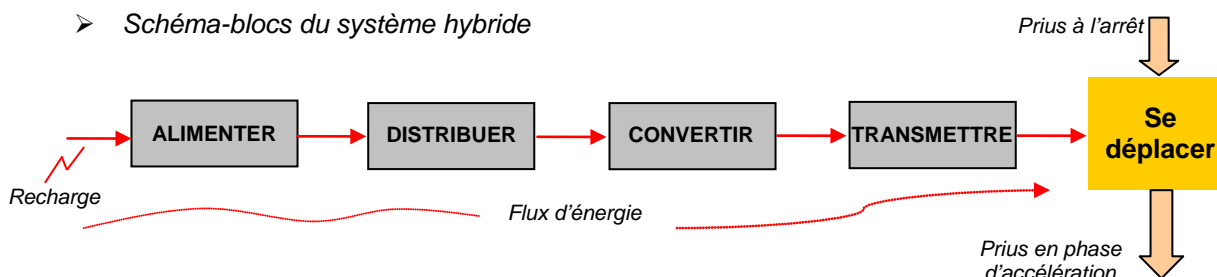 ➢ Schéma-blocs du système hybride
Prius à l'arrêt
ALIMENTER
DISTRIBUER
CONVERTIR
TRANSMETTRE
Se
déplacer
Recharge
Flux d'énergie
Prius en phase
d'accélération